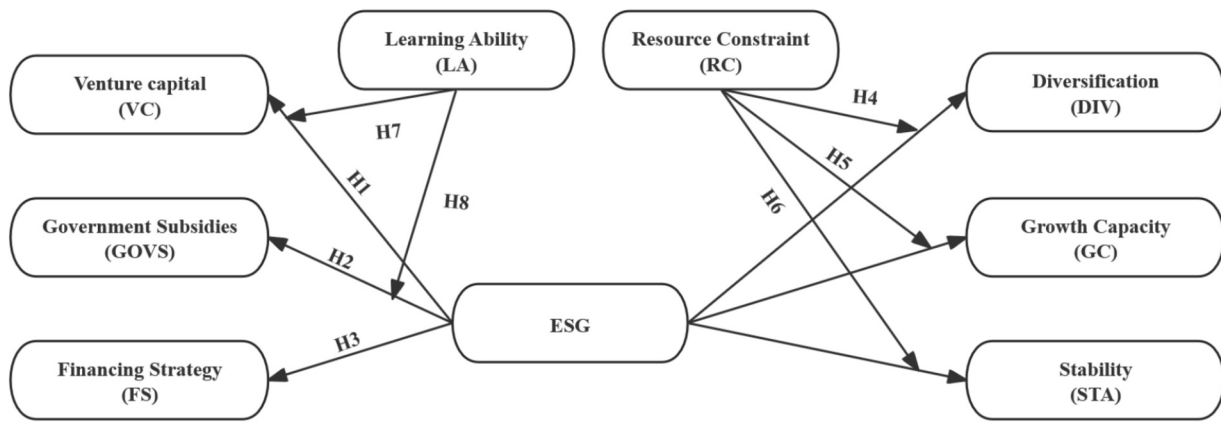 Learning Ability
(LA)
Resource Constraint
(RC)
Venture capital
(VC)
Diversification
(DIV)
H7
H4
H1
H5
H8
H6
Government Subsidies
(GOVS)
H2
Growth Capacity
(GC)
ESG
H3
Financing Strategy
(FS)
Stability
(STA)